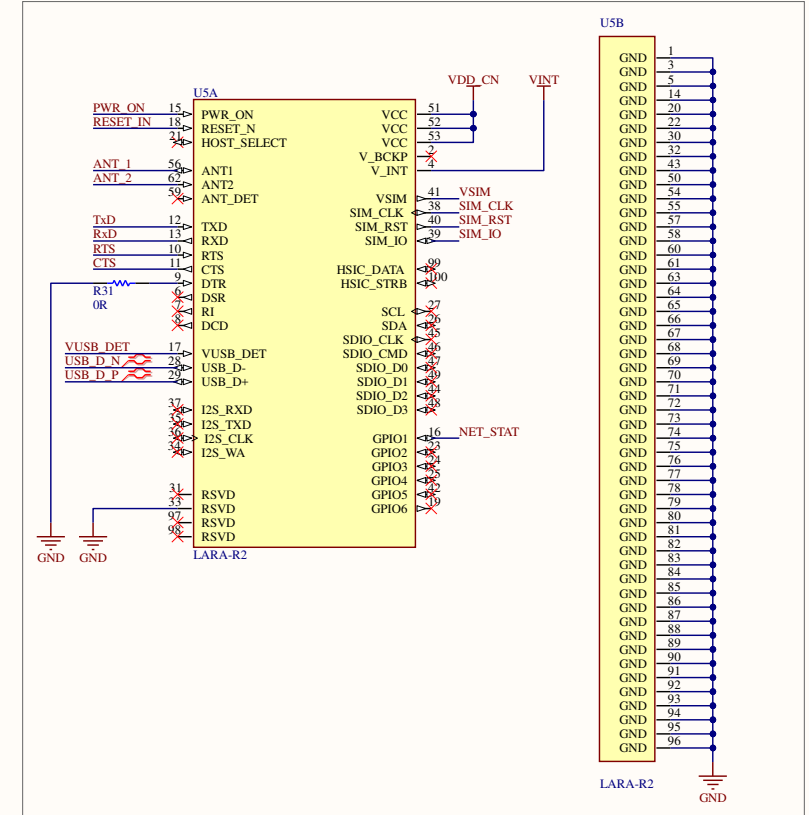 U5A
PWR_ON 15 PWR_ON
RESET_IN 18 RESET_N
21 HOST_SELECT
ANT_1 56 ANT1
ANT_2 62 ANT2
59 ANT_DET
TxD 12 TXD
RxD 13 RXD
RTS 10 RTS
CTS 11 CTS
9 DTR
R31
0R
6 DSR
7 RI
8 DCD
VUSB_DET 17 VUSB_DET
USB_D_N 28 USB_D-
USB_D_P 29 USB_D+
37 I2S_RXD
35 I2S_TXD
36 I2S_CLK
34 I2S_WA
31 RSVD
33 RSVD
97 RSVD
98 RSVD
GND GND
LARA-R2
VDD_CN VINT
VCC 51
VCC 52
VCC 53
V_BCKP 2
V_INT 4
VSIM 41 VSIM
SIM_CLK 38 SIM_CLK
SIM_RST 40 SIM_RST
SIM_IO 39 SIM_IO
HSIC_DATA 99
HSIC_STRB 100
SCL 27
SDA 26
SDIO_CLK 45
SDIO_CMD 46
SDIO_D0 47
SDIO_D1 49
SDIO_D2 44
SDIO_D3 48
GPIO1 16 NET_STAT
GPIO2 23
GPIO3 24
GPIO4 25
GPIO5 42
GPIO6 19
U5B
GND 1
GND 3
GND 5
GND 14
GND 20
GND 22
GND 30
GND 32
GND 43
GND 50
GND 54
GND 55
GND 57
GND 58
GND 60
GND 61
GND 63
GND 64
GND 65
GND 66
GND 67
GND 68
GND 69
GND 70
GND 71
GND 72
GND 73
GND 74
GND 75
GND 76
GND 77
GND 78
GND 79
GND 80
GND 81
GND 82
GND 83
GND 84
GND 85
GND 86
GND 87
GND 88
GND 89
GND 90
GND 91
GND 92
GND 93
GND 94
GND 95
GND 96
LARA-R2
GND